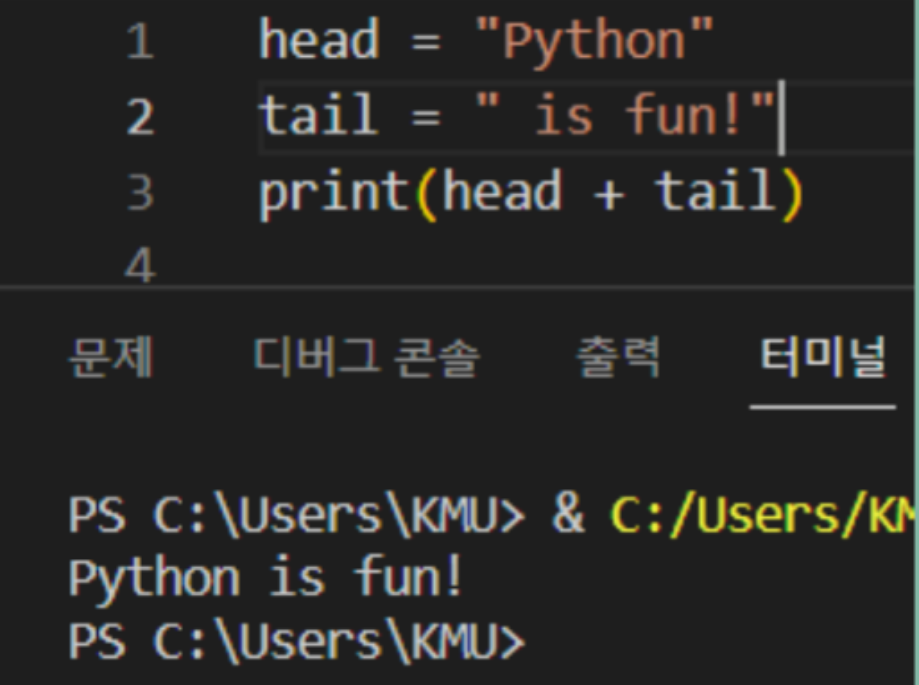 1 head = "Python"
2 tail = " is fun!"
3 print(head + tail)
4
문제 디버그 콘솔 출력 터미널
PS C:\Users\KMU> & C:/Users/KM
Python is fun!
PS C:\Users\KMU>